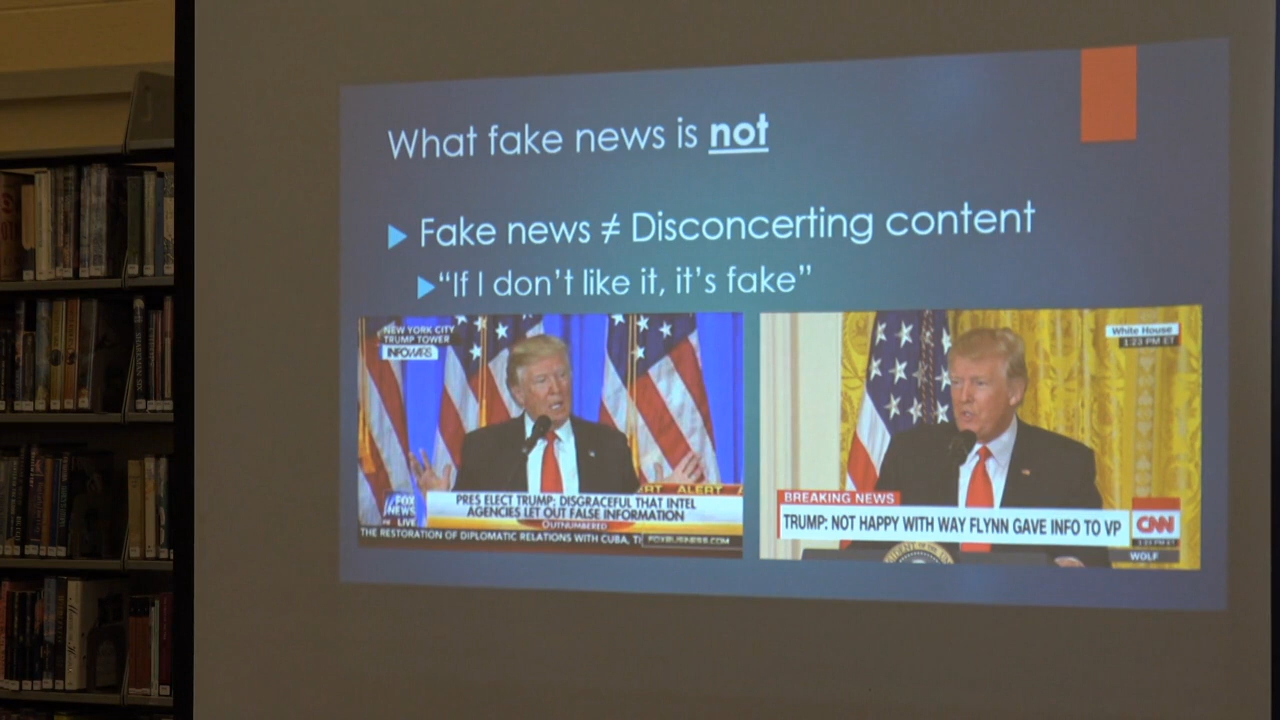 What fake news is not
Fake news ≠ Disconcerting content
"If I don't like it, it's fake"
NEW YORK CITY
TRUMP TOWER
INFOWARS
PRES ELECT TRUMP: DISGRACEFUL THAT INTEL
AGENCIES LET OUT FALSE INFORMATION
OUTNUMBERED
FOX
NEWS
LIVE
ALERT
THE RESTORATION OF DIPLOMATIC RELATIONS WITH CUBA,
FOXBUSINESS.COM
White House
1:23 PM ET
BREAKING NEWS
TRUMP: NOT HAPPY WITH WAY FLYNN GAVE INFO TO VP
CNN
WOLF